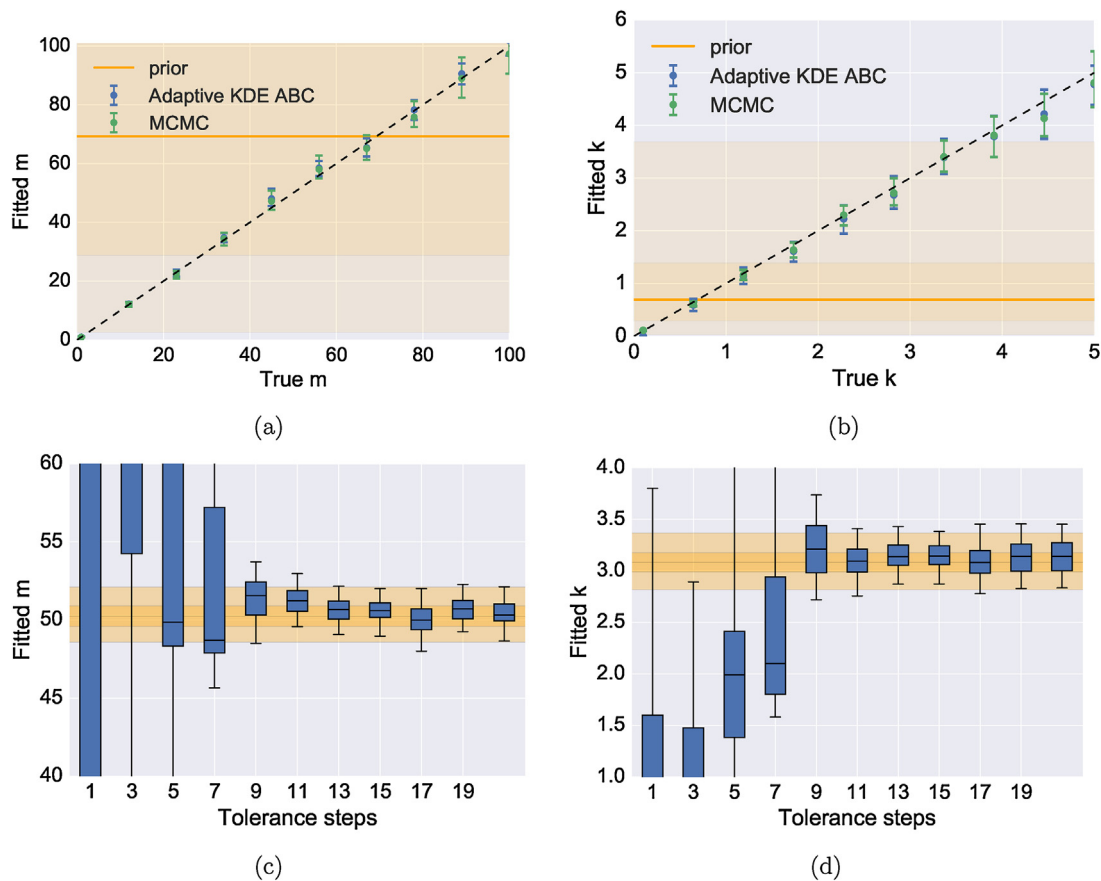 100
80
60
40
20
0
Fitted m
prior
Adaptive KDE ABC
MCMC
0 20 40 60 80 100
True m
(a)
6
5
4
3
2
1
0
Fitted k
prior
Adaptive KDE ABC
MCMC
0 1 2 3 4 5
True k
(b)
60
55
50
45
40
Fitted m
1 3 5 7 9 11 13 15 17 19
Tolerance steps
(c)
4.0
3.5
3.0
2.5
2.0
1.5
1.0
Fitted k
1 3 5 7 9 11 13 15 17 19
Tolerance steps
(d)